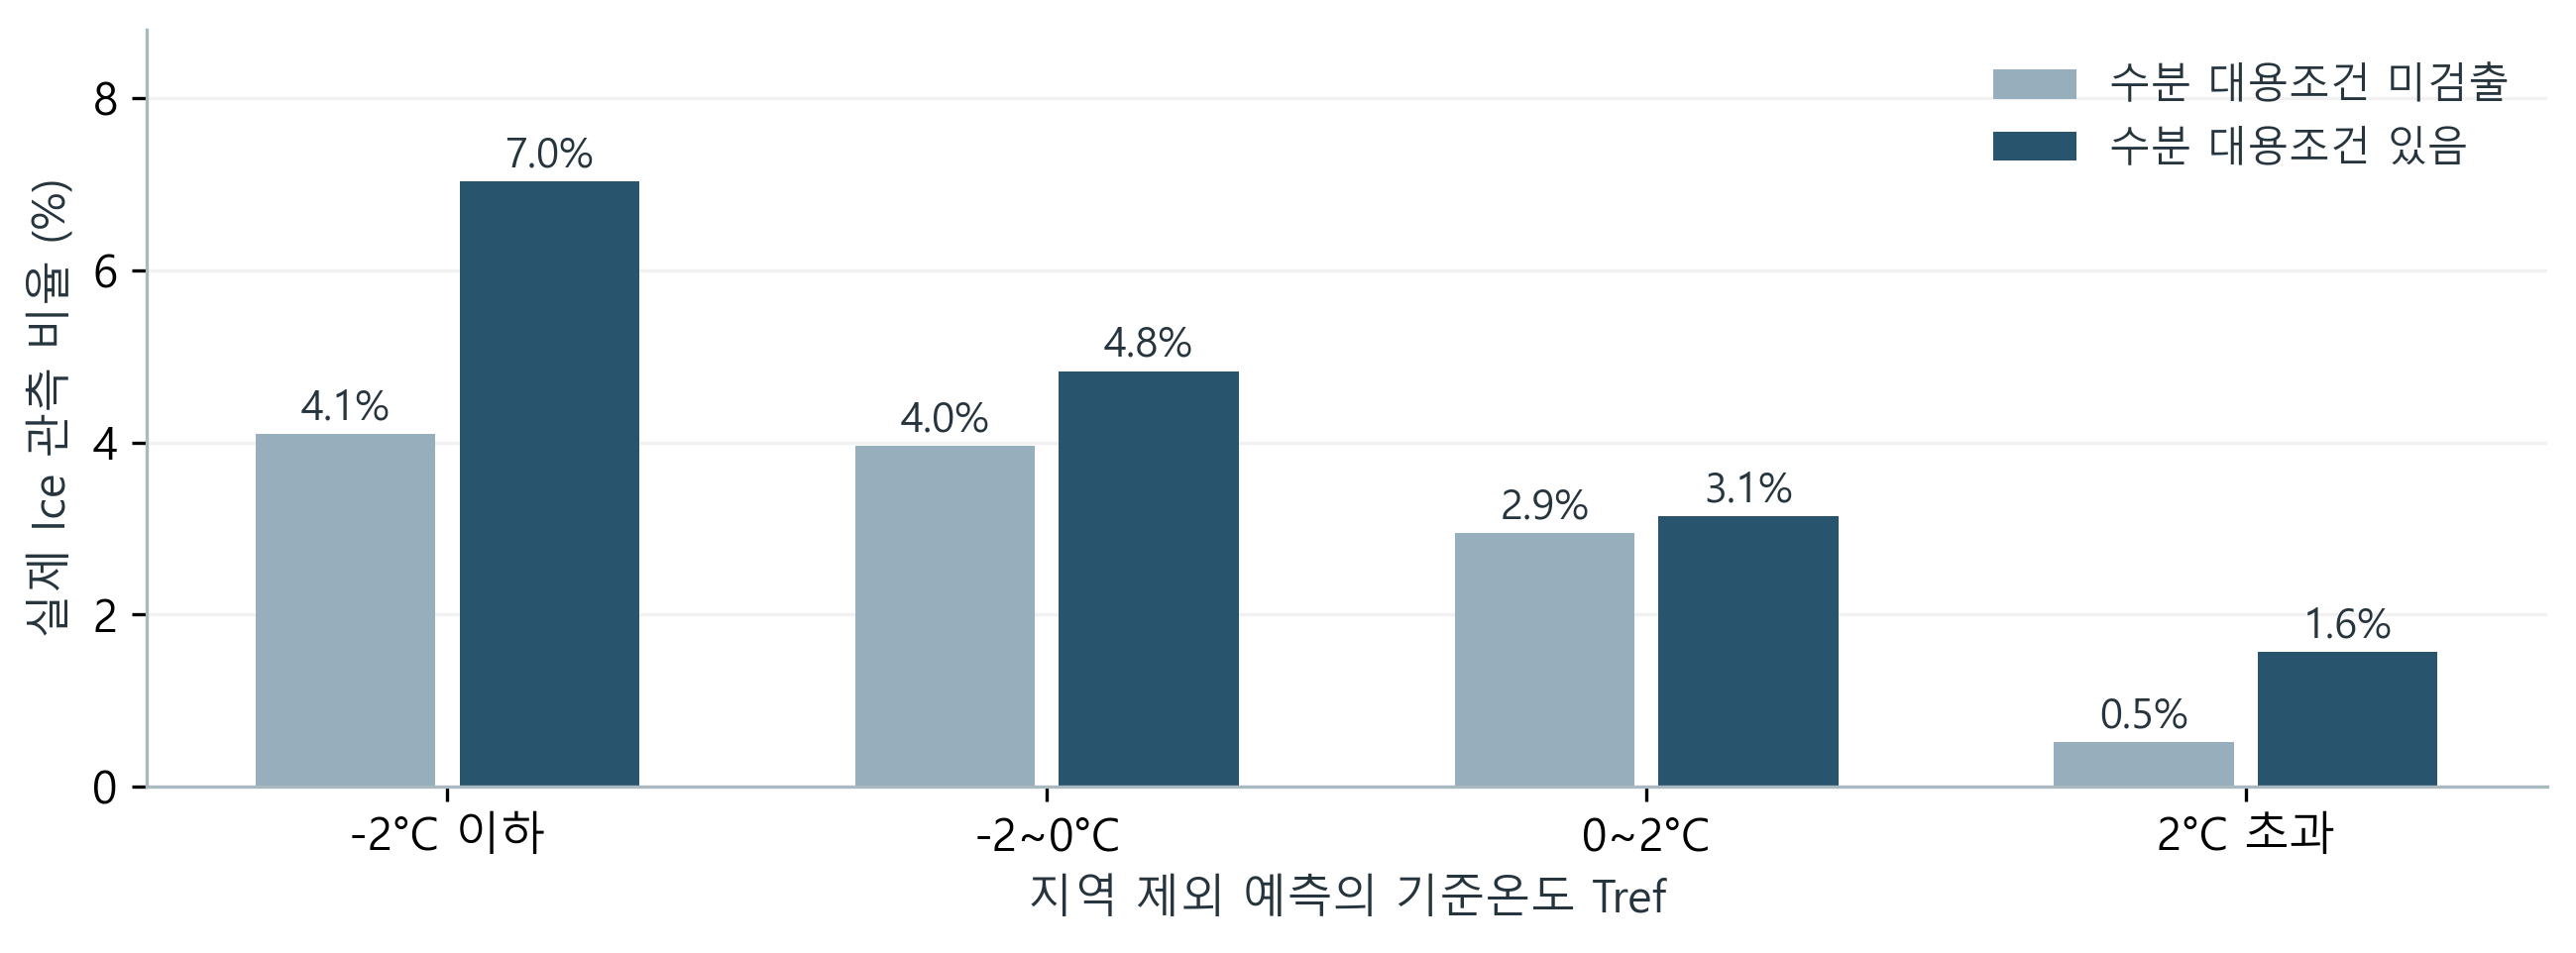 수분 대용조건 미검출
수분 대용조건 있음
실제 Ice 관측 비율 (%)
8
6
4
2
0
4.1%
7.0%
4.0%
4.8%
2.9%
3.1%
0.5%
1.6%
-2°C 이하
-2~0°C
0~2°C
2°C 초과
지역 제외 예측의 기준온도 Tref